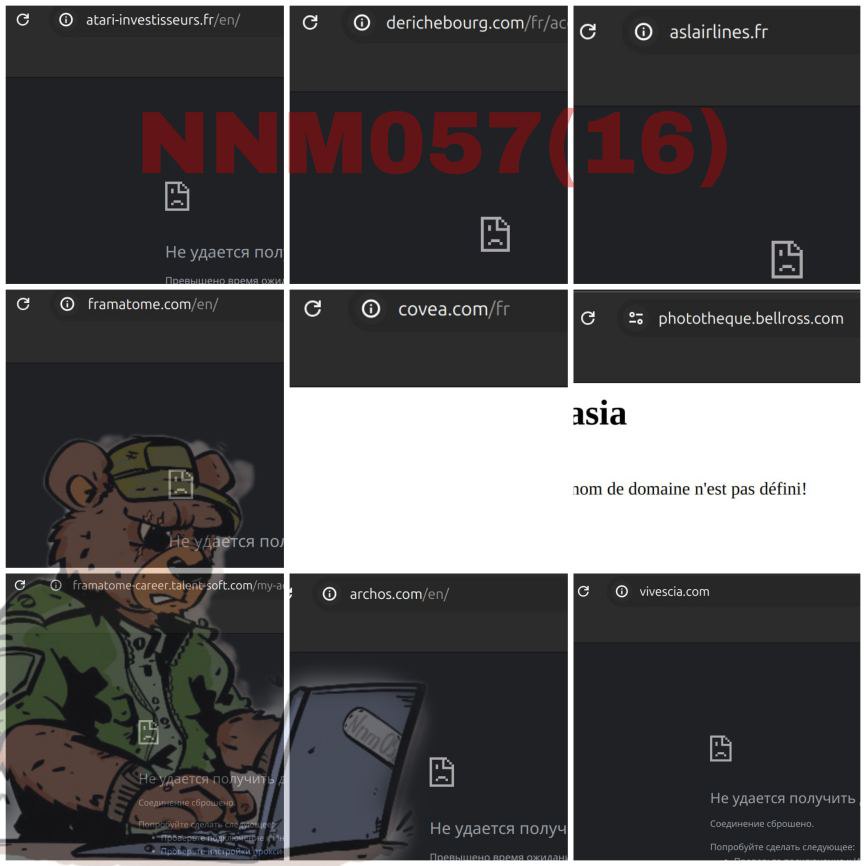 atari-investisseurs.fr/en/
derichebourg.com/fr/ac
aslairlines.fr
NNM057(16)
Не удается пол
Превышено время ожид
framatome.com/en/
covea.com/fr
phototheque.bellross.com
asia
nom de domaine n'est pas défini!
Не удается пол
framatome-career.talent-soft.com/my-a
archos.com/en/
vivescia.com
Nnm05
Не удается получить д
Соединение сброшено.
Попробуйте сделать следующее:
Проверьте подключение
Проверьте настройки прокси
Не удается получ
Превышено время ожидан
Не удается получить
Соединение сброшено.
Попробуйте сделать следующее: